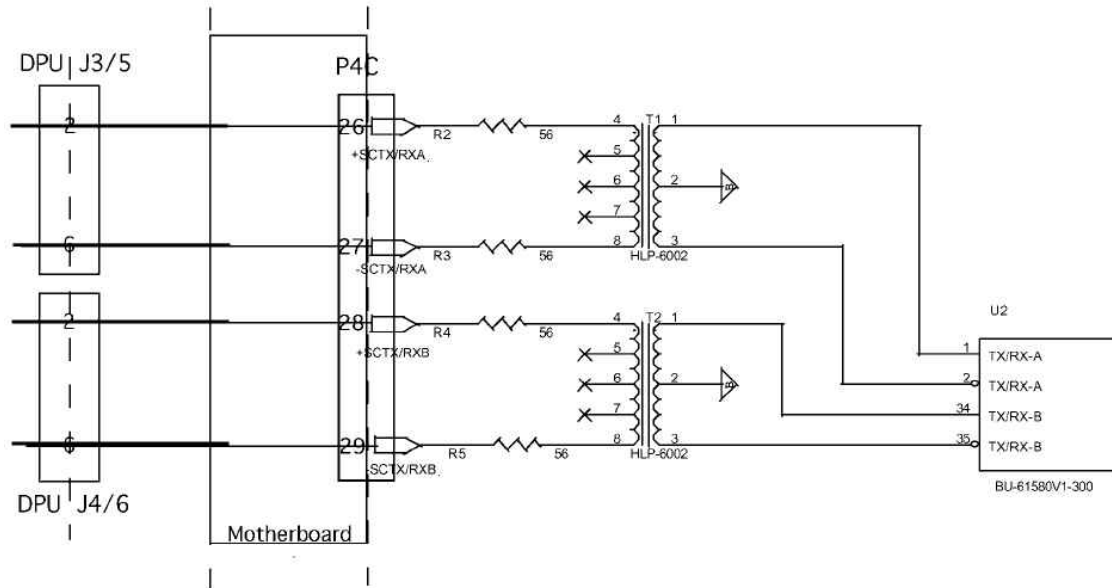 DPU J3/5
P4C
2
26
R2
56
4
T1
1
+SCTX/RXA
5
6
2
B
7
6
27
R3
56
8
3
-SCTX/RXA
HLP-6002
2
28
R4
56
4
T2
1
U2
+SCTX/RXB
5
1
TX/RX-A
6
2
B
2
TX/RX-A
7
34
TX/RX-B
6
29
R5
56
8
3
35
TX/RX-B
-SCTX/RXB
HLP-6002
BU-61580V1-300
DPU J4/6
Motherboard